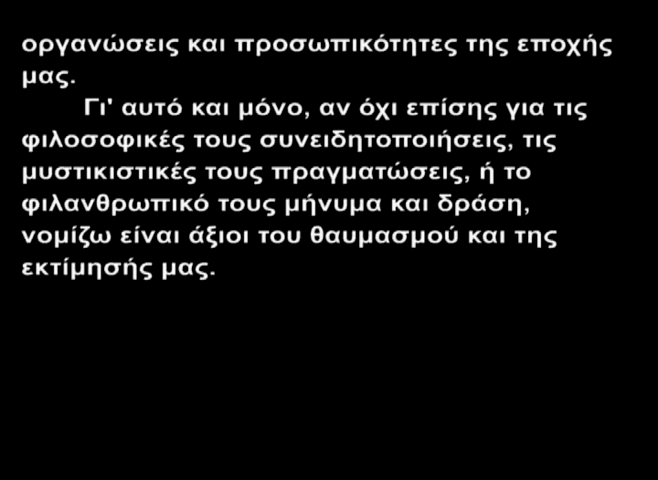 οργανώσεις και προσωπικότητες της εποχής
μας.
Γι' αυτό και μόνο, αν όχι επίσης για τις
φιλοσοφικές τους συνειδητοποιήσεις, τις
μυστικιστικές τους πραγματώσεις, ή το
φιλανθρωπικό τους μήνυμα και δράση,
νομίζω είναι άξιοι του θαυμασμού και της
εκτίμησής μας.